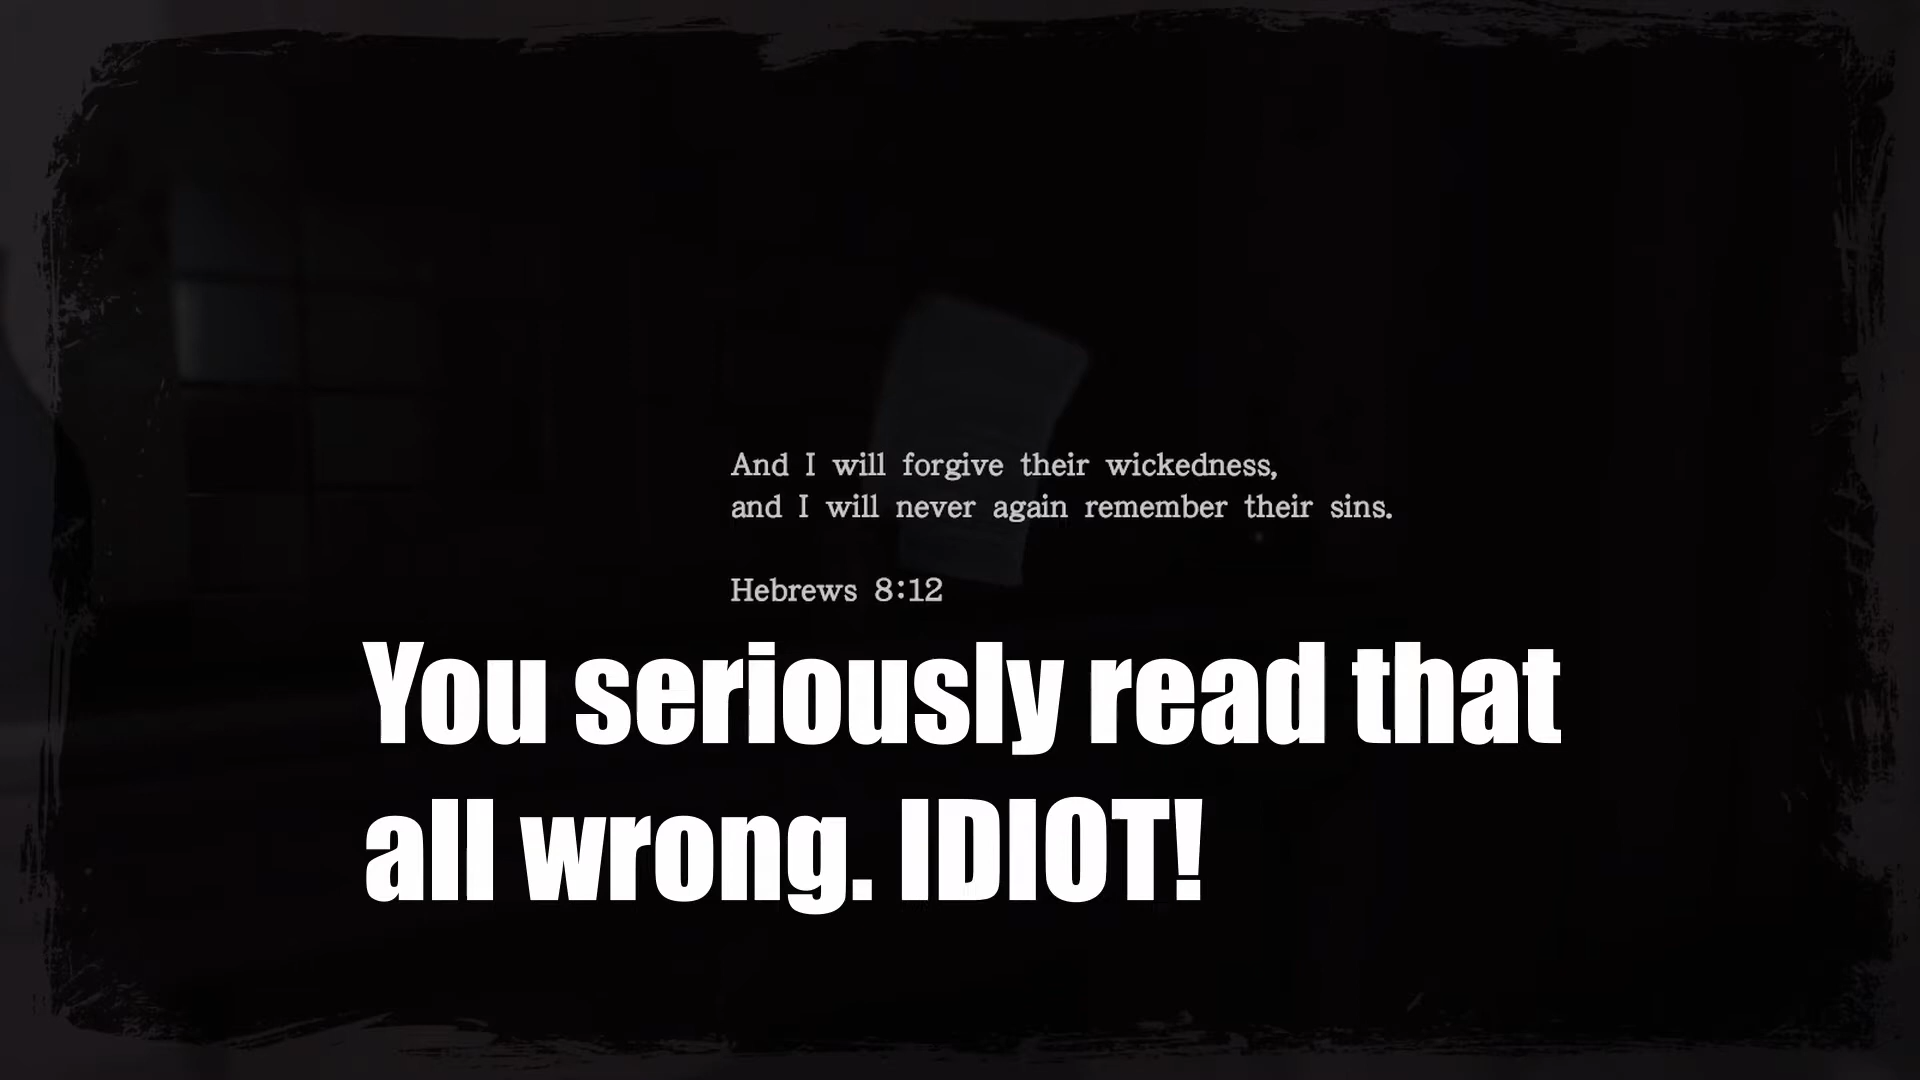 And I will forgive their wickedness,
and I will never again remember their sins.
Hebrews 8:12
You seriously read that
all wrong. IDIOT!